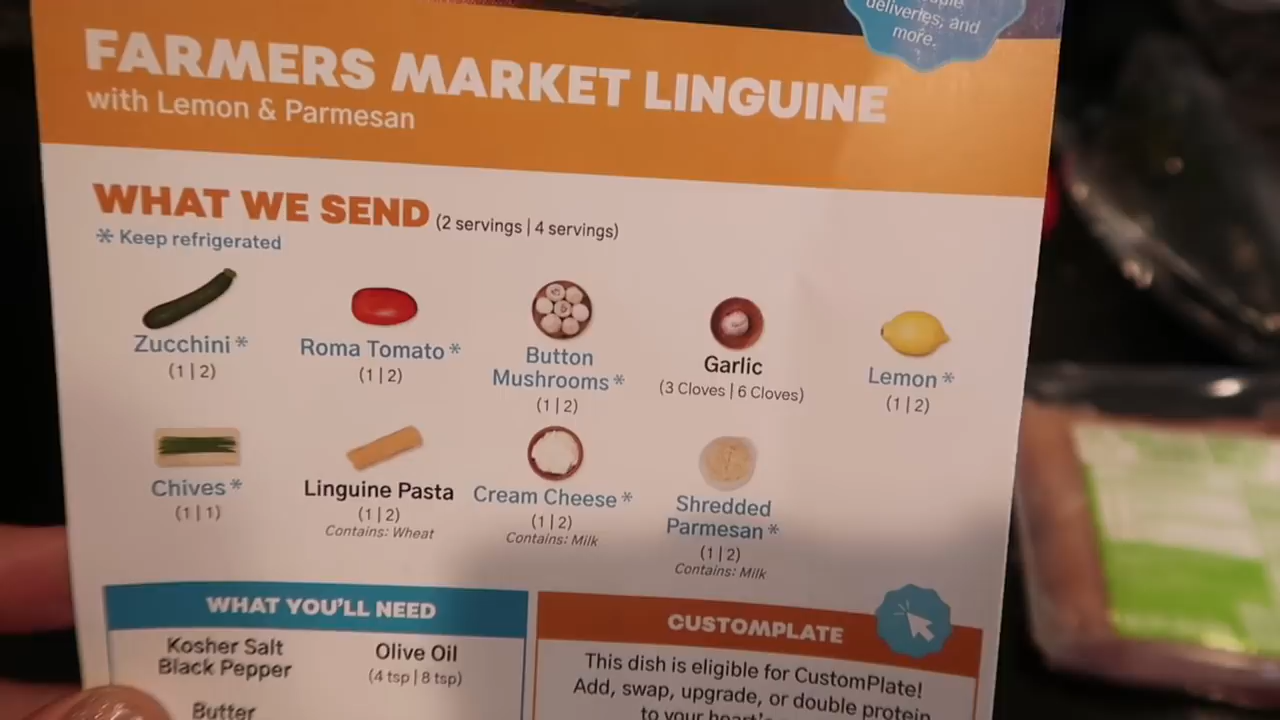 deliveries, and
more.
FARMERS MARKET LINGUINE
with Lemon & Parmesan
WHAT WE SEND (2 servings | 4 servings)
* Keep refrigerated
Zucchini *
(1 | 2)
Roma Tomato *
(1 | 2)
Button
Mushrooms *
(1 | 2)
Garlic
(3 Cloves | 6 Cloves)
Lemon *
(1 | 2)
Chives *
(1 | 1)
Linguine Pasta
(1 | 2)
Contains: Wheat
Cream Cheese *
(1 | 2)
Contains: Milk
Shredded
Parmesan *
(1 | 2)
Contains: Milk
WHAT YOU'LL NEED
Kosher Salt
Black Pepper
Butter
Olive Oil
(4 tsp | 8 tsp)
CUSTOMPLATE
This dish is eligible for CustomPlate!
Add, swap, upgrade, or double protein
to your heart's